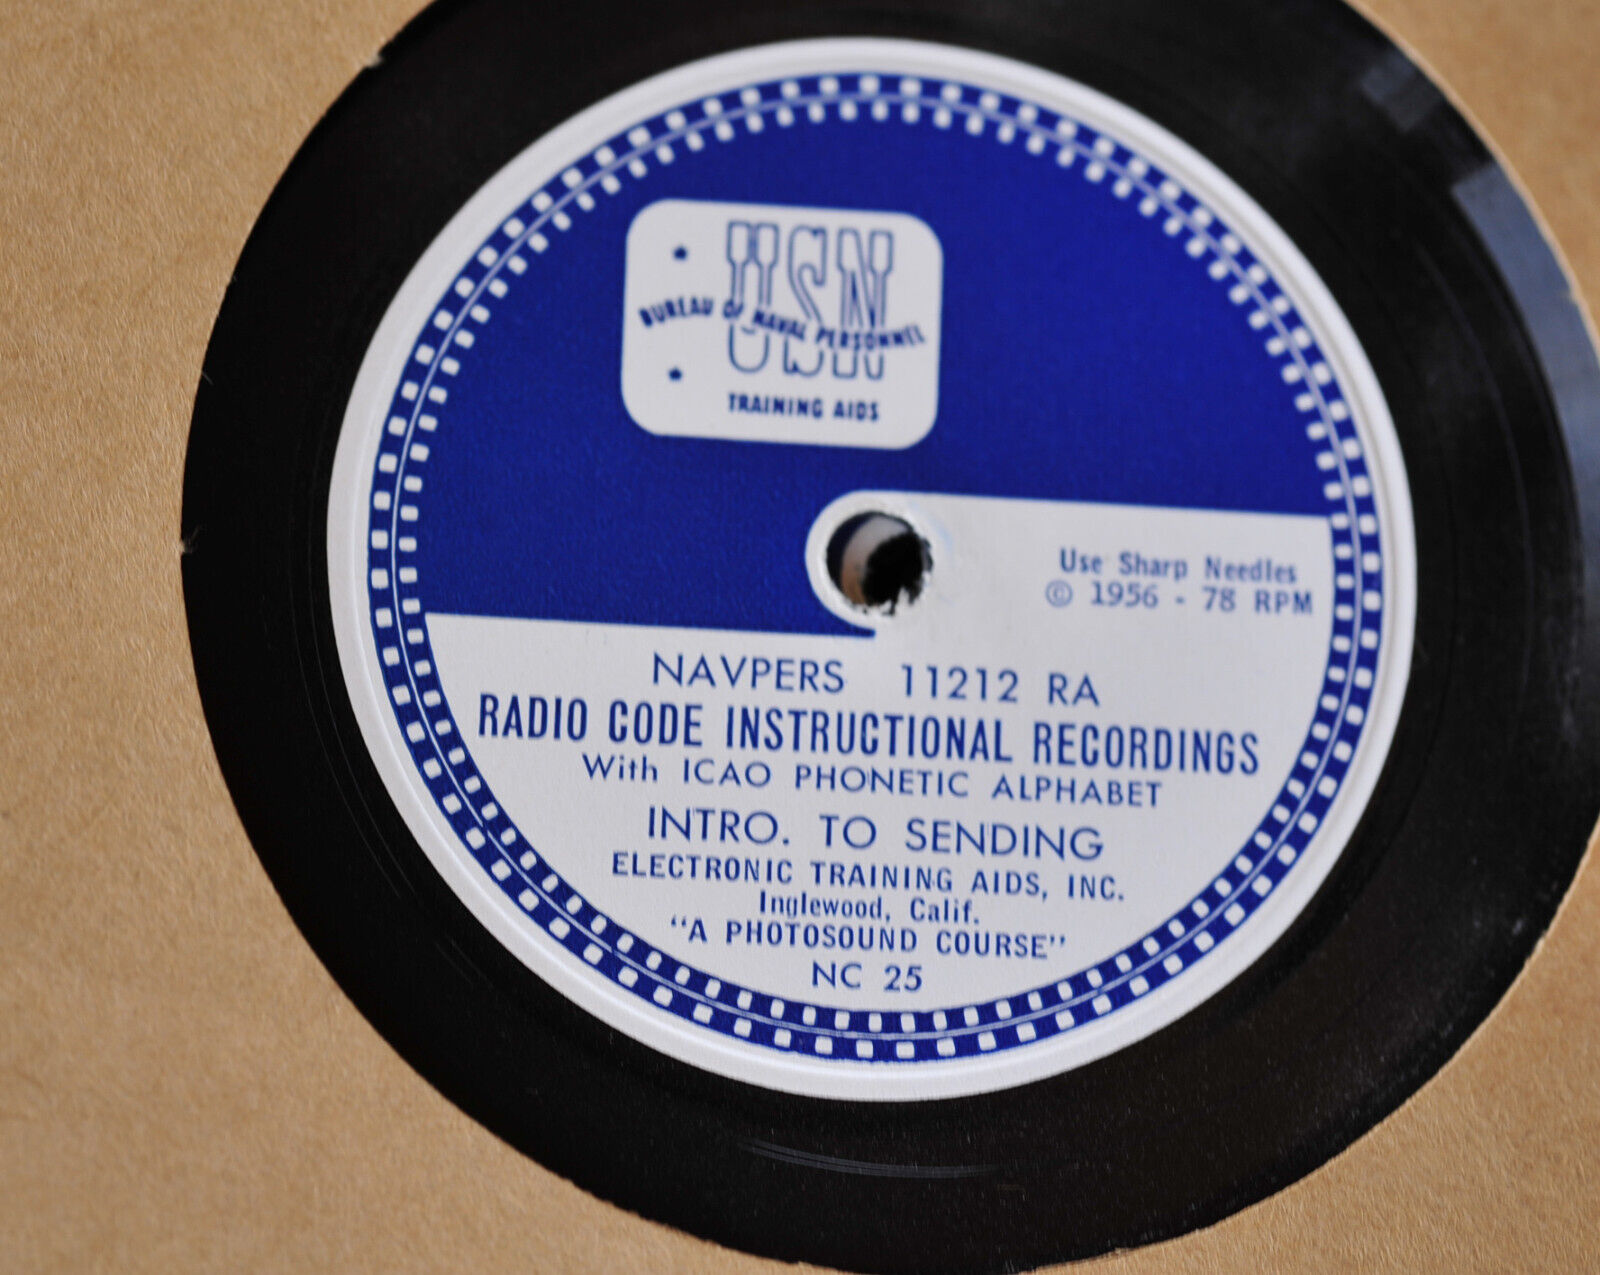 USN
BUREAU OF NAVAL PERSONNEL
TRAINING AIDS
Use Sharp Needles
© 1956 - 78 RPM
NAVPERS 11212 RA
RADIO CODE INSTRUCTIONAL RECORDINGS
With ICAO PHONETIC ALPHABET
INTRO. TO SENDING
ELECTRONIC TRAINING AIDS, INC.
Inglewood, Calif.
"A PHOTOSOUND COURSE"
NC 25